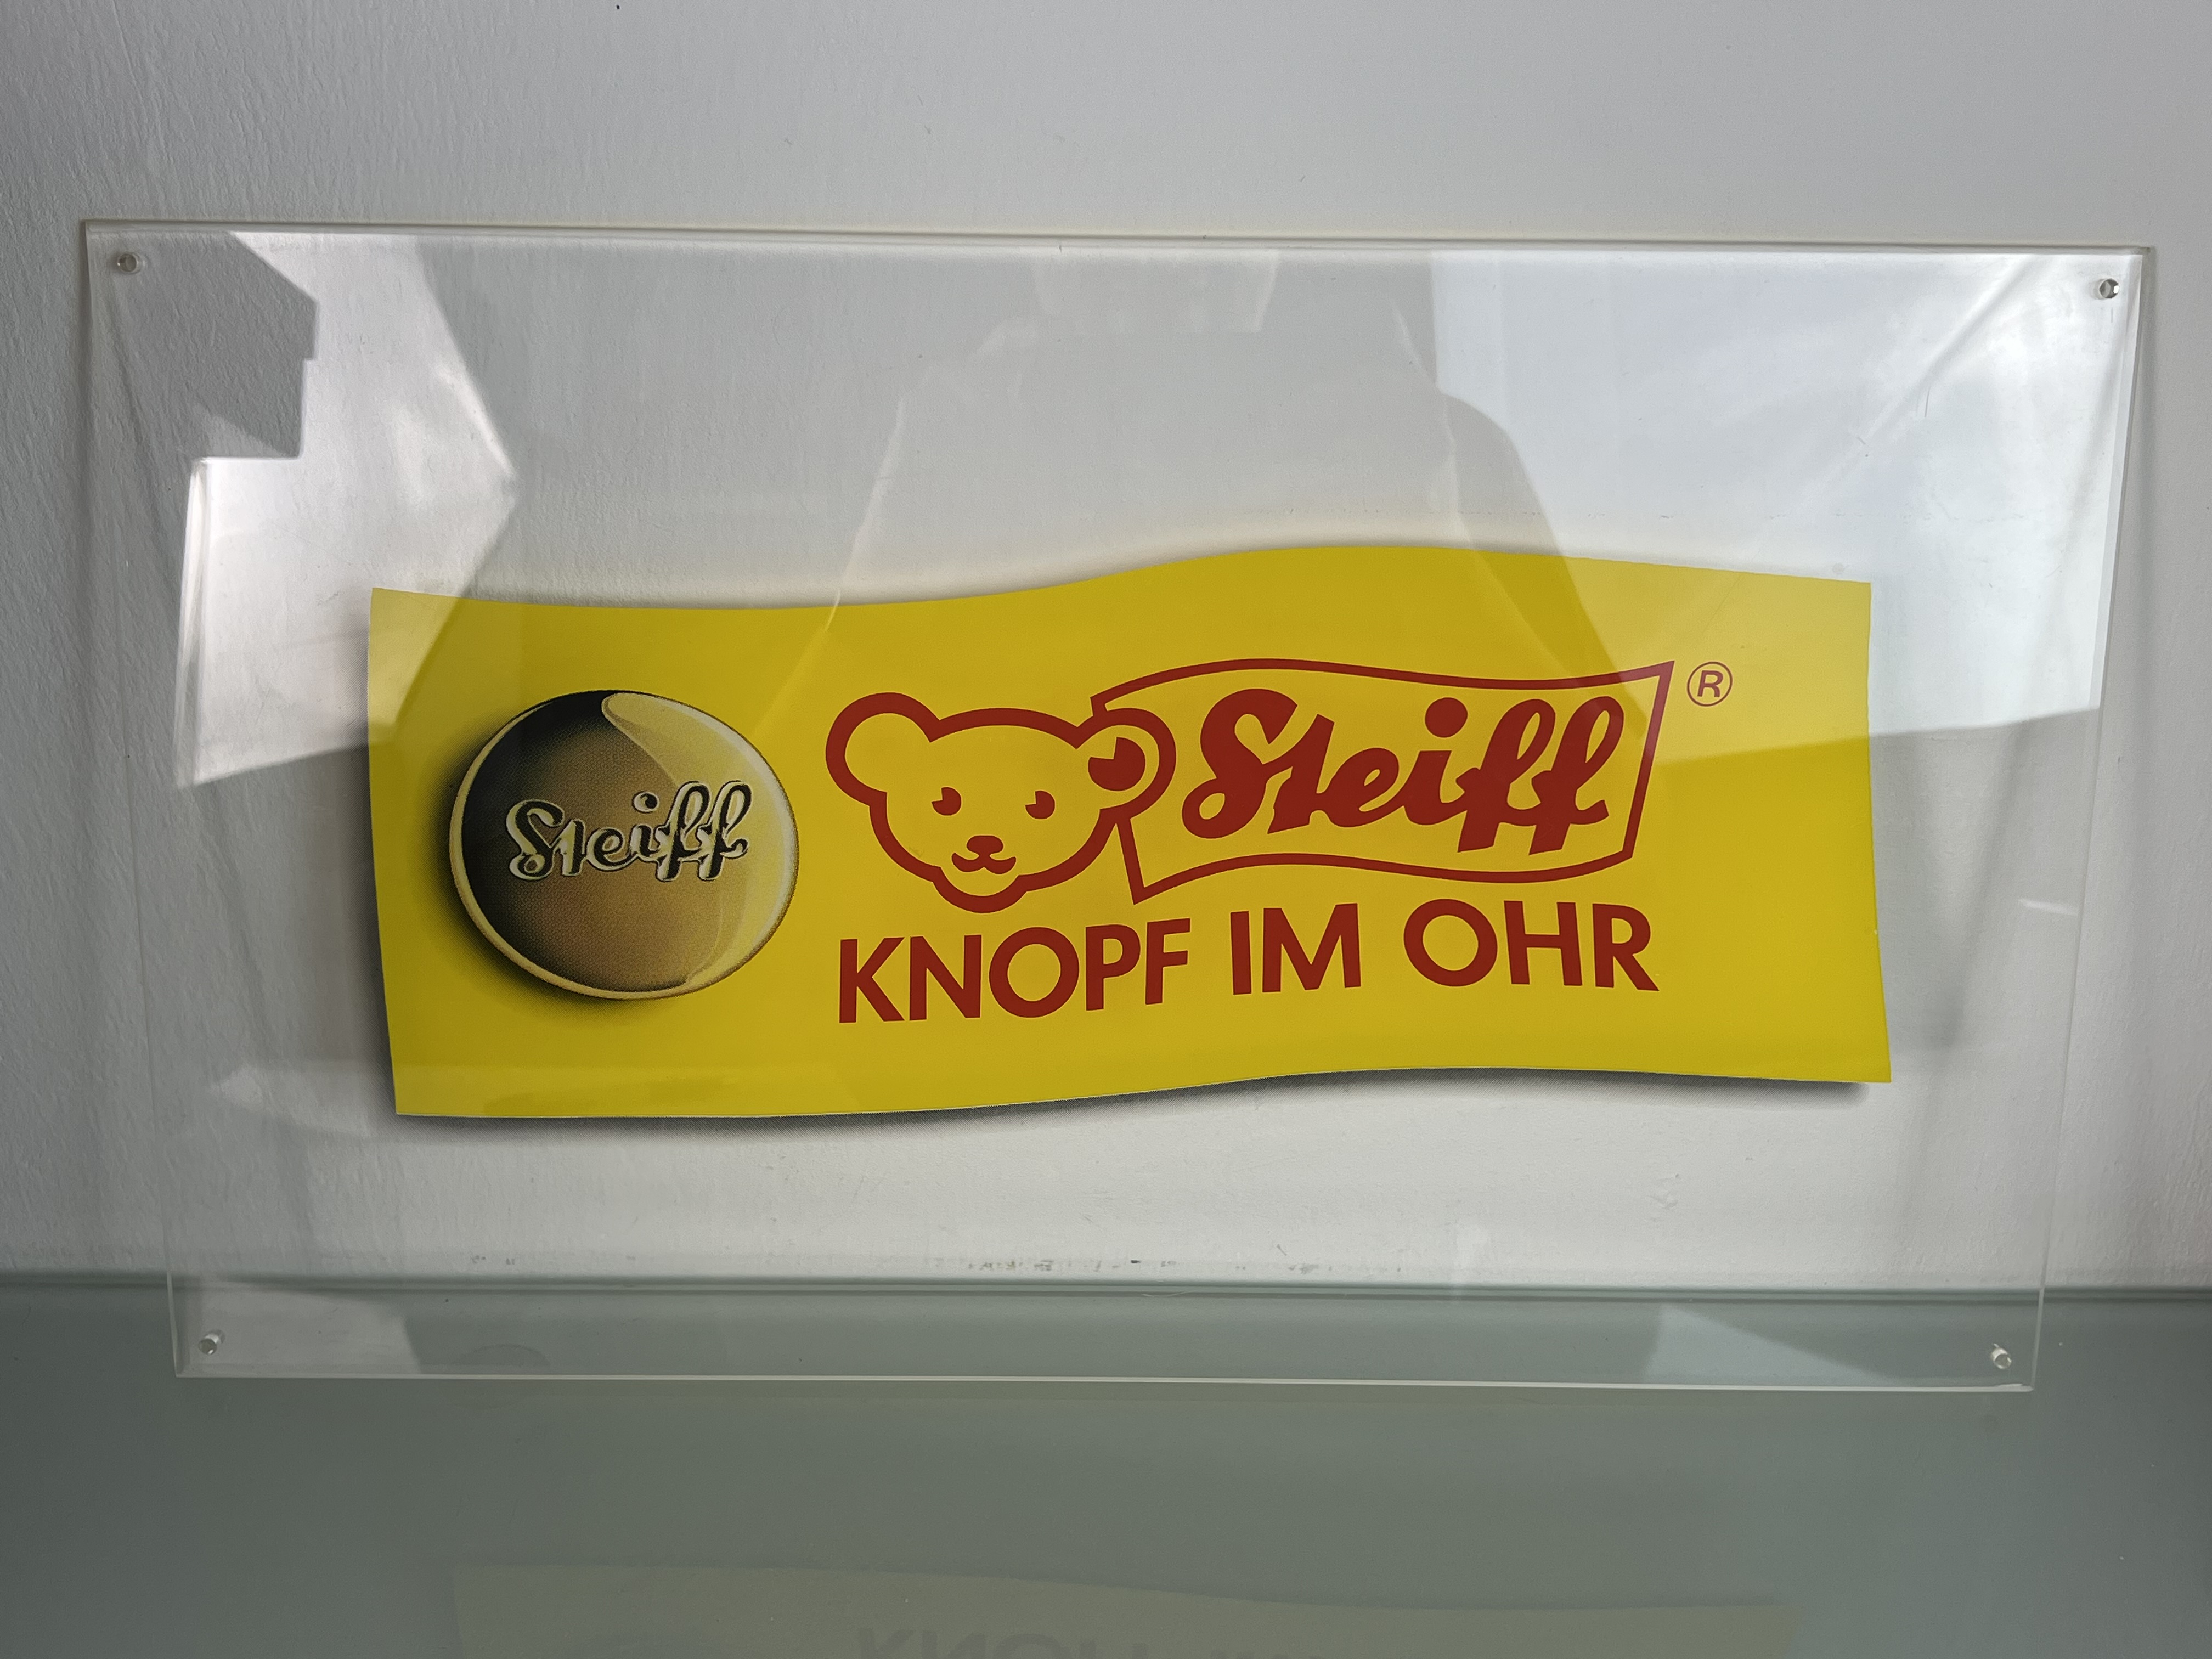 Steiff
Steiff ®
KNOPF IM OHR